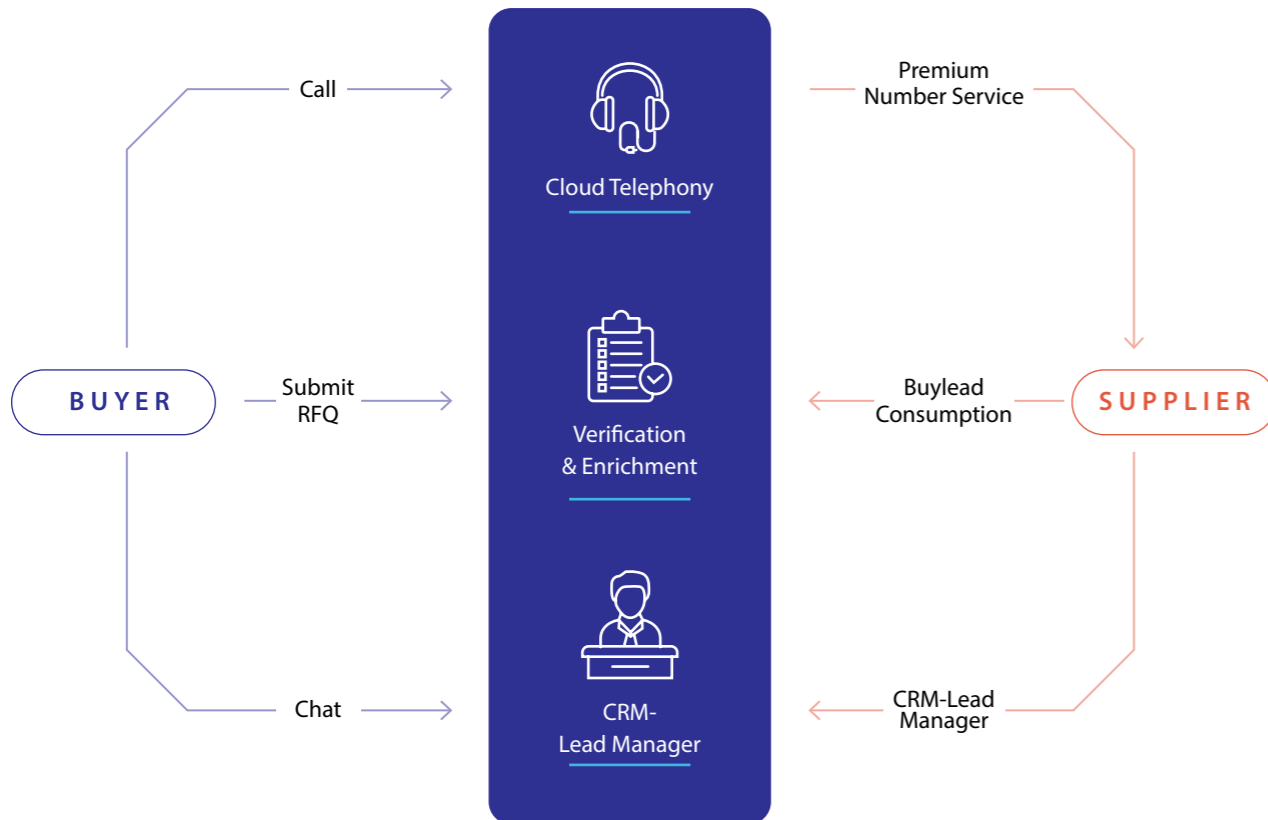 Call
Premium
Number Service
Cloud Telephony
BUYER
Submit
RFQ
Verification
& Enrichment
Buylead
Consumption
SUPPLIER
Chat
CRM-
Lead Manager
CRM-Lead
Manager